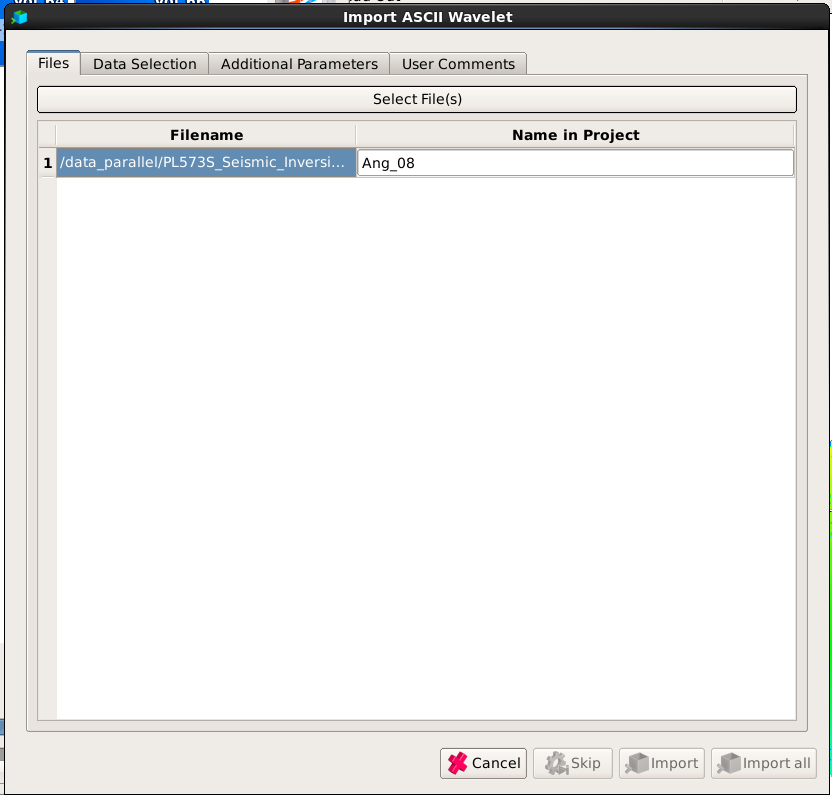 Import ASCII Wavelet
Files Data Selection Additional Parameters User Comments
Select File(s)
Filename Name in Project
1 /data_parallel/PL573S_Seismic_Inversi... Ang_08
Cancel Skip Import Import all